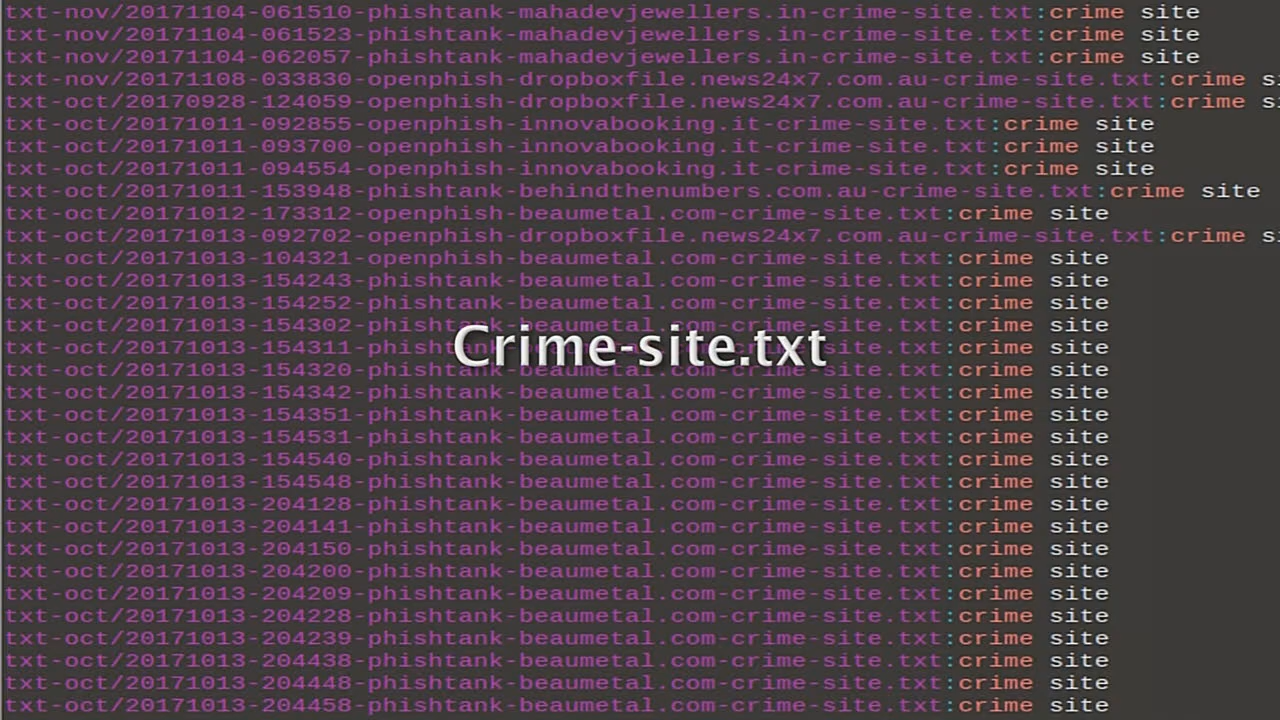 txt-nov/20171104-061510-phishtank-mahadevjewellers.in-crime-site.txt:crime site
txt-nov/20171104-061523-phishtank-mahadevjewellers.in-crime-site.txt:crime site
txt-nov/20171104-062057-phishtank-mahadevjewellers.in-crime-site.txt:crime site
txt-nov/20171108-033830-openphish-dropboxfile.news24x7.com.au-crime-site.txt:crime si
txt-oct/20170928-124059-openphish-dropboxfile.news24x7.com.au-crime-site.txt:crime si
txt-oct/20171011-092855-openphish-innovabooking.it-crime-site.txt:crime site
txt-oct/20171011-093700-openphish-innovabooking.it-crime-site.txt:crime site
txt-oct/20171011-094554-openphish-innovabooking.it-crime-site.txt:crime site
txt-oct/20171011-153948-phishtank-behindthenumbers.com.au-crime-site.txt:crime site
txt-oct/20171012-173312-openphish-beaumetal.com-crime-site.txt:crime site
txt-oct/20171013-092702-openphish-dropboxfile.news24x7.com.au-crime-site.txt:crime si
txt-oct/20171013-104321-openphish-beaumetal.com-crime-site.txt:crime site
txt-oct/20171013-154243-phishtank-beaumetal.com-crime-site.txt:crime site
txt-oct/20171013-154252-phishtank-beaumetal.com-crime-site.txt:crime site
txt-oct/20171013-154302-phishtank-beaumetal.com-crime-site.txt:crime site
Crime-site.txt
txt-oct/20171013-154311-phishtank-beaumetal.com-crime-site.txt:crime site
txt-oct/20171013-154320-phishtank-beaumetal.com-crime-site.txt:crime site
txt-oct/20171013-154342-phishtank-beaumetal.com-crime-site.txt:crime site
txt-oct/20171013-154351-phishtank-beaumetal.com-crime-site.txt:crime site
txt-oct/20171013-154531-phishtank-beaumetal.com-crime-site.txt:crime site
txt-oct/20171013-154540-phishtank-beaumetal.com-crime-site.txt:crime site
txt-oct/20171013-154548-phishtank-beaumetal.com-crime-site.txt:crime site
txt-oct/20171013-204128-phishtank-beaumetal.com-crime-site.txt:crime site
txt-oct/20171013-204141-phishtank-beaumetal.com-crime-site.txt:crime site
txt-oct/20171013-204150-phishtank-beaumetal.com-crime-site.txt:crime site
txt-oct/20171013-204200-phishtank-beaumetal.com-crime-site.txt:crime site
txt-oct/20171013-204209-phishtank-beaumetal.com-crime-site.txt:crime site
txt-oct/20171013-204228-phishtank-beaumetal.com-crime-site.txt:crime site
txt-oct/20171013-204239-phishtank-beaumetal.com-crime-site.txt:crime site
txt-oct/20171013-204438-phishtank-beaumetal.com-crime-site.txt:crime site
txt-oct/20171013-204448-phishtank-beaumetal.com-crime-site.txt:crime site
txt-oct/20171013-204458-phishtank-beaumetal.com-crime-site.txt:crime site